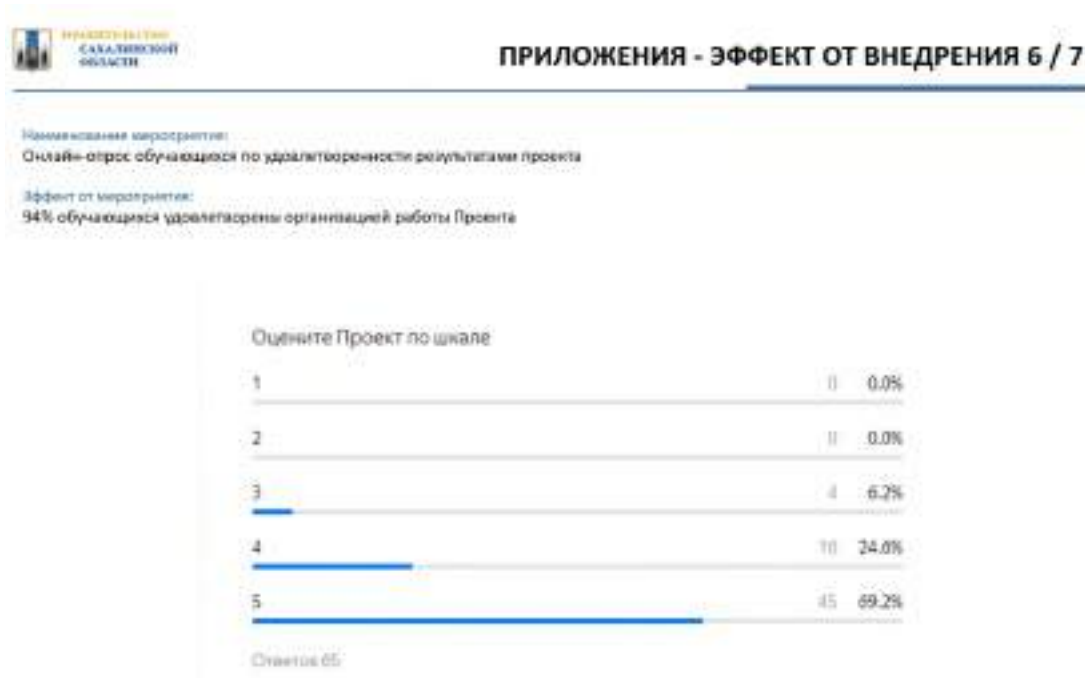 ПРАВИТЕЛЬСТВО
САХАЛИНСКОЙ
ОБЛАСТИ
ПРИЛОЖЕНИЯ - ЭФФЕКТ ОТ ВНЕДРЕНИЯ 6 / 7
Наименование мероприятия:
Онлайн-опрос обучающихся по удовлетворенности результатами проекта
Эффект от мероприятия:
94% обучающихся удовлетворены организацией работы Проекта
Оцените Проект по шкале
1 0 0.0%
2 0 0.0%
3 4 6.2%
4 16 24.6%
5 45 69.2%
Ответов 65